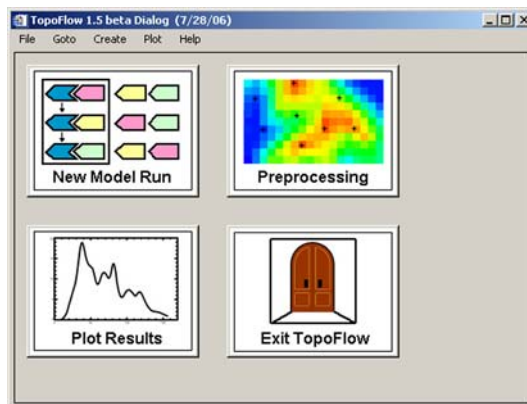 TopoFlow 1.5 beta Dialog (7/28/06)
File Goto Create Plot Help
New Model Run
Preprocessing
Plot Results
Exit TopoFlow